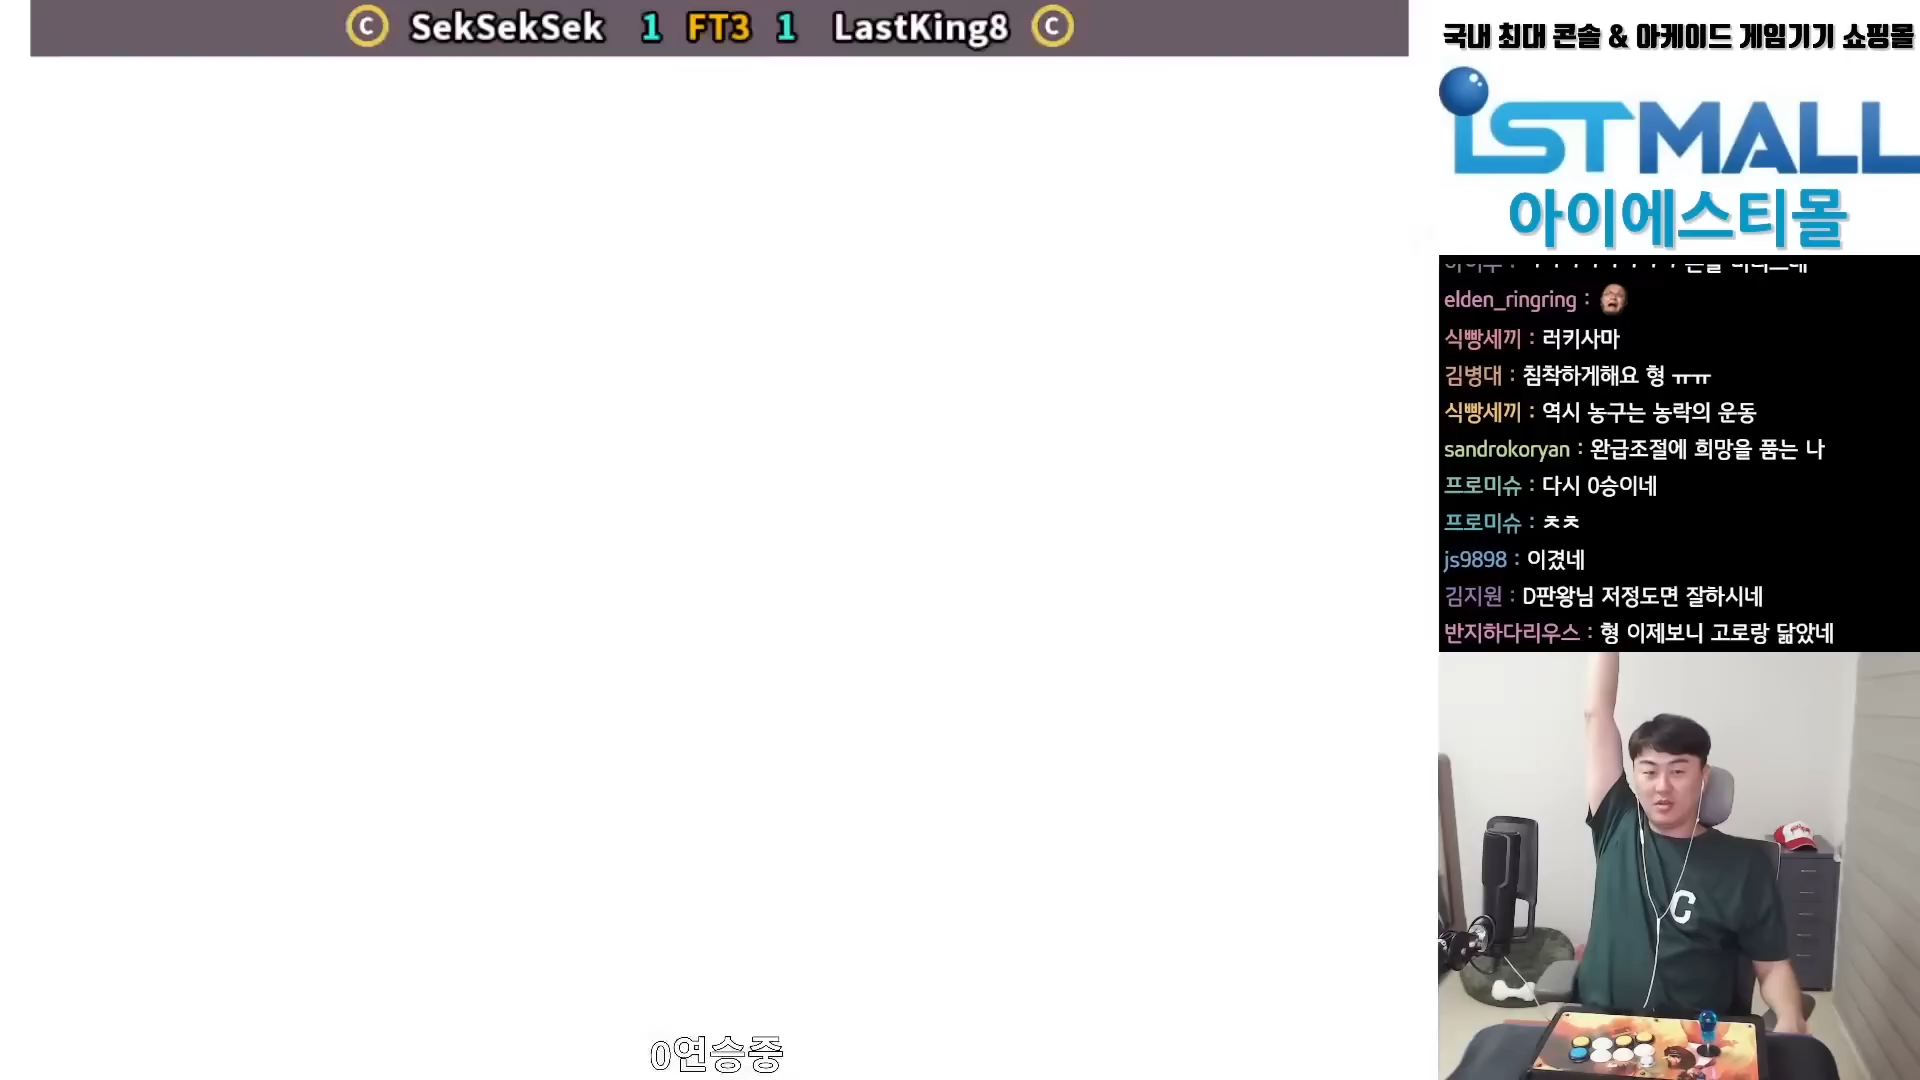 C SekSekSek 1 FT3 1 LastKing8 C
국내 최대 콘솔 & 아케이드 게임기기 쇼핑몰
iSTMALL
아이에스티몰
elden_ringring :
식빵세끼 : 러키사마
김병대 : 침착하게해요 형 ㅠㅠ
식빵세끼 : 역시 농구는 농락의 운동
sandrokoryan : 완급조절에 희망을 품는 나
프로미슈 : 다시 0승이네
프로미슈 : ㅊㅊ
js9898 : 이겼네
김지원 : D판왕님 저정도면 잘하시네
반지하다리우스 : 형 이제보니 고로랑 닮았네
C
0연승중